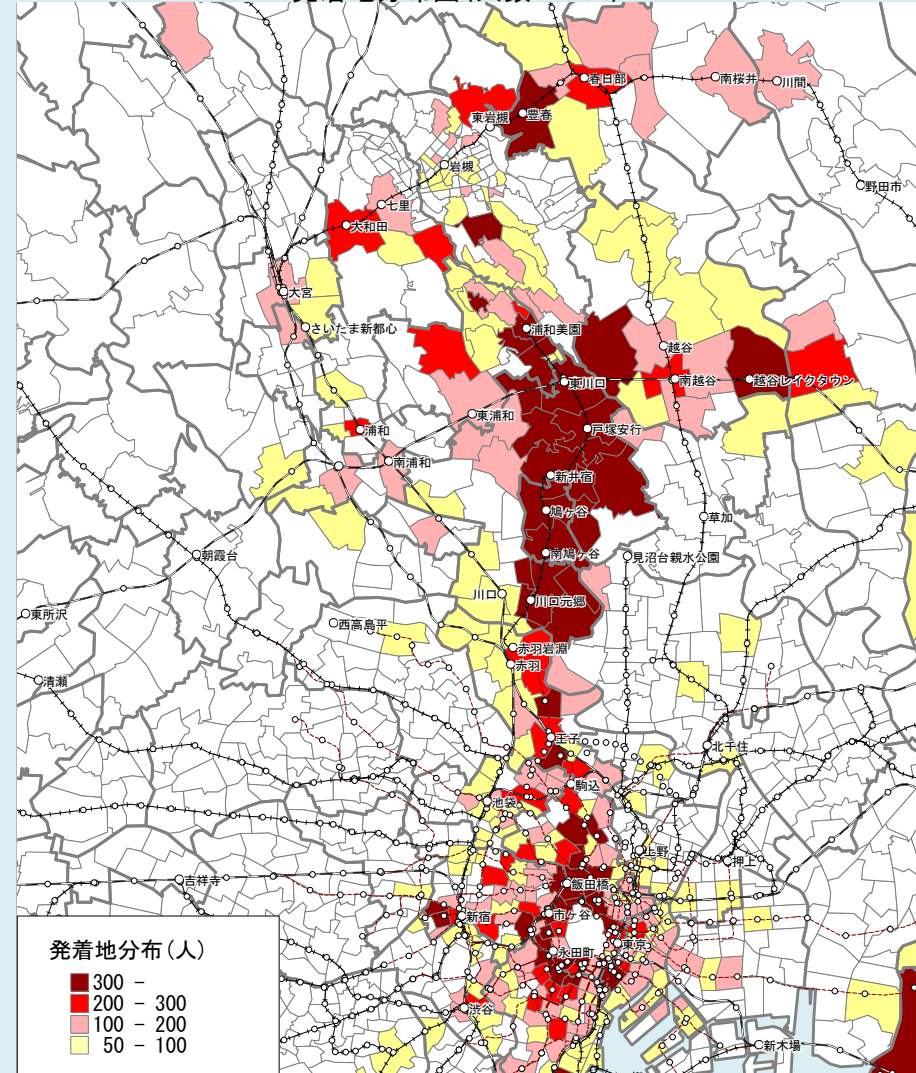 春日部
南桜井
川間
東岩槻
豊春
岩槻
野田市
七里
大和田
大宮
さいたま新都心
浦和美園
越谷
東川口
南越谷
越谷レイクタウン
東浦和
浦和
戸塚安行
南浦和
新井宿
鳩ヶ谷
草加
朝霞台
南鳩ヶ谷
見沼台親水公園
川口
川口元郷
東所沢
西高島平
赤羽岩淵
赤羽
清瀬
王子
北千住
駒込
池袋
上野
押上
吉祥寺
飯田橋
新宿
市ヶ谷
東京
永田町
渋谷
新木場
発着地分布(人)
300 -
200 - 300
100 - 200
50 - 100